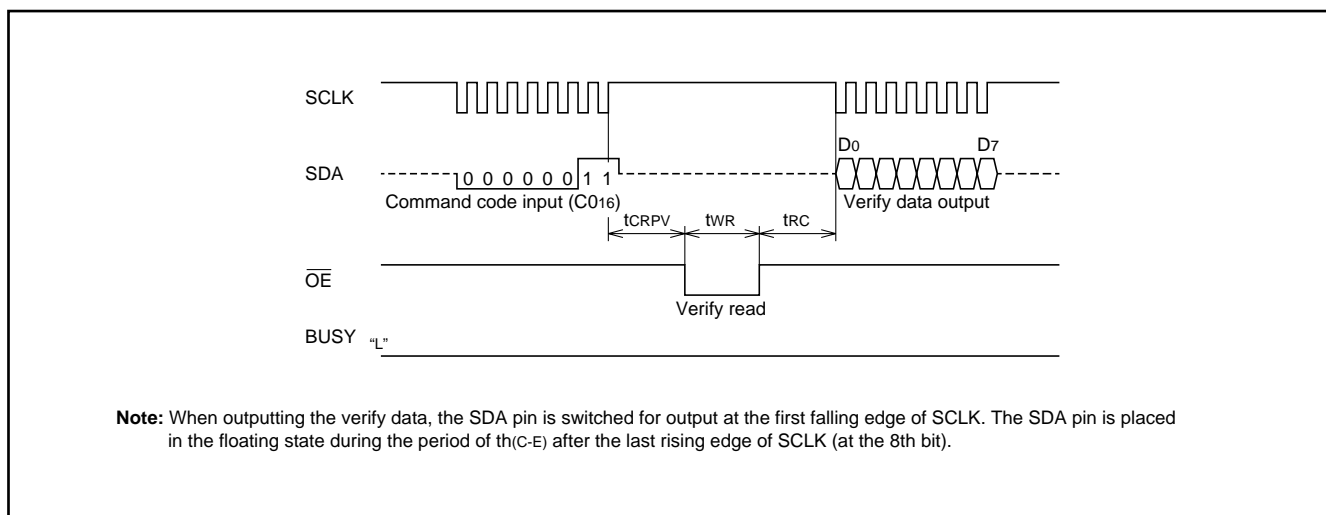 SCLK
D0 D7
SDA
0 0 0 0 0 0 1 1
Command code input (C016)
Verify data output
tCRPV tWR tRC
OE
Verify read
BUSY “L”
Note: When outputting the verify data, the SDA pin is switched for output at the first falling edge of SCLK. The SDA pin is placed
in the floating state during the period of th(C-E) after the last rising edge of SCLK (at the 8th bit).